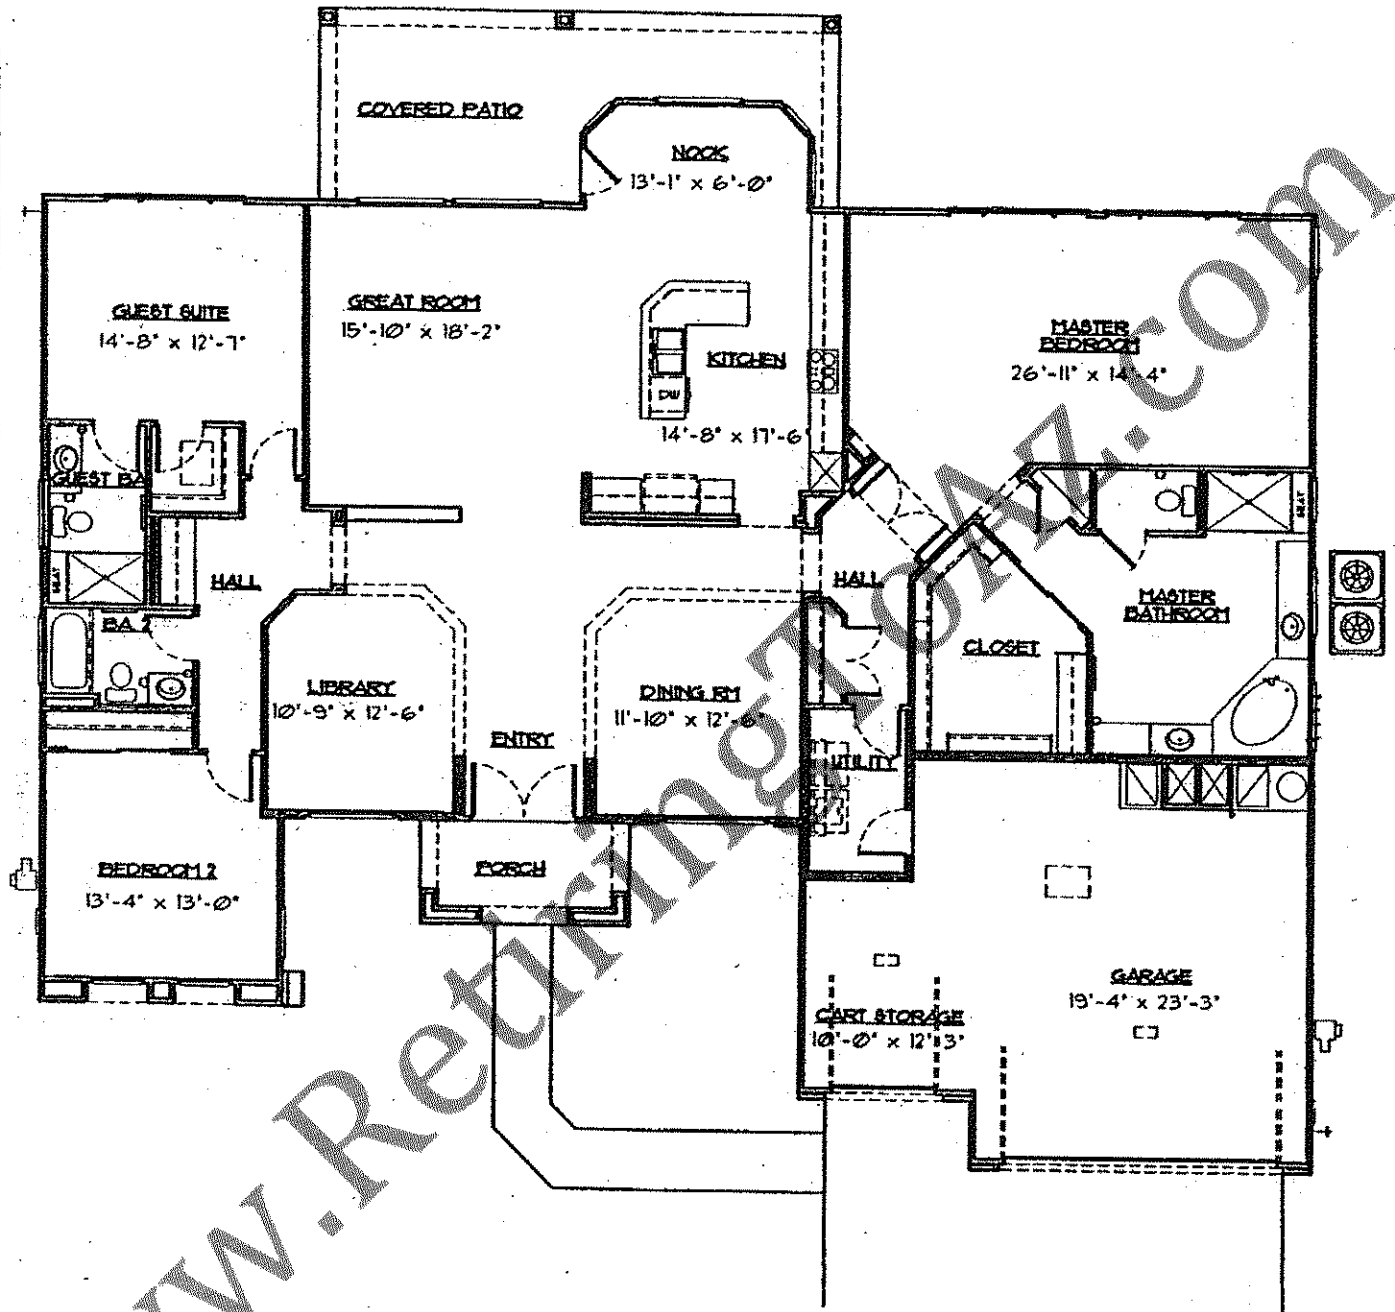 COVERED PATIO
NOOK
13'-1" x 6'-0"
GUEST SUITE
14'-8" x 12'-7"
GREAT ROOM
15'-10" x 18'-2"
KITCHEN
DW
14'-8" x 17'-6
MASTER
BEDROOM
26'-11" x 14'-4"
GUEST BA
SEAT
SEAT
HALL
HALL
MASTER
BATHROOM
BA. 2
CLOSET
LIBRARY
10'-9" x 12'-6"
DINING RM
11'-10" x 12'-6"
ENTRY
UTILITY
BEDROOM 2
13'-4" x 13'-0"
PORCH
GARAGE
19'-4" x 23'-3"
CART STORAGE
10'-0" x 12'-3"
www.RetiringToAz.com